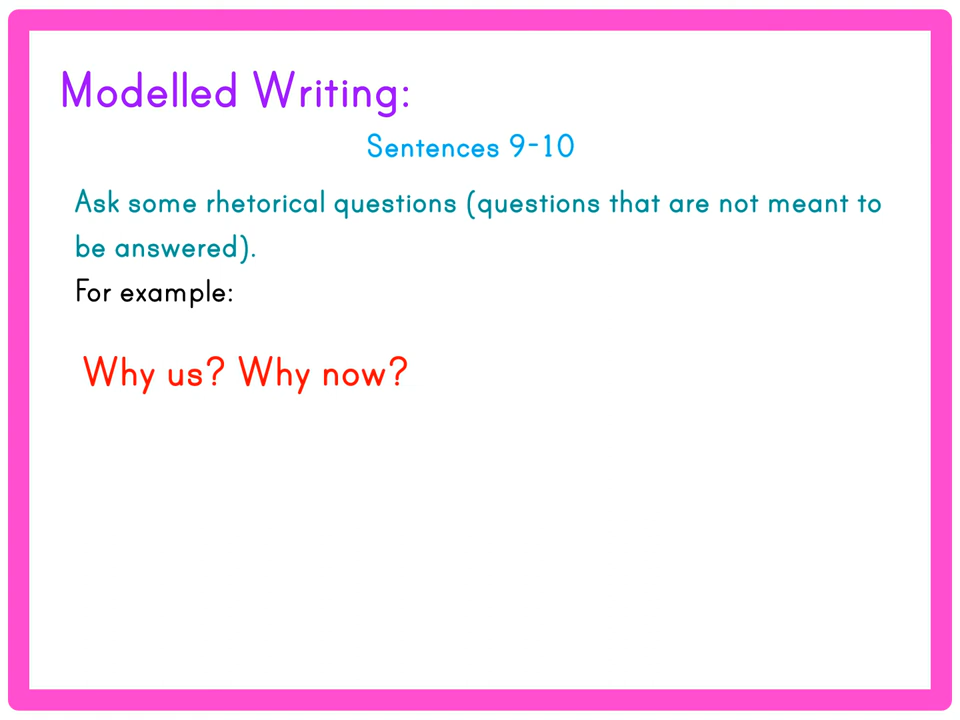 Modelled Writing:
Sentences 9-10
Ask some rhetorical questions (questions that are not meant to
be answered).
For example:
Why us? Why now?